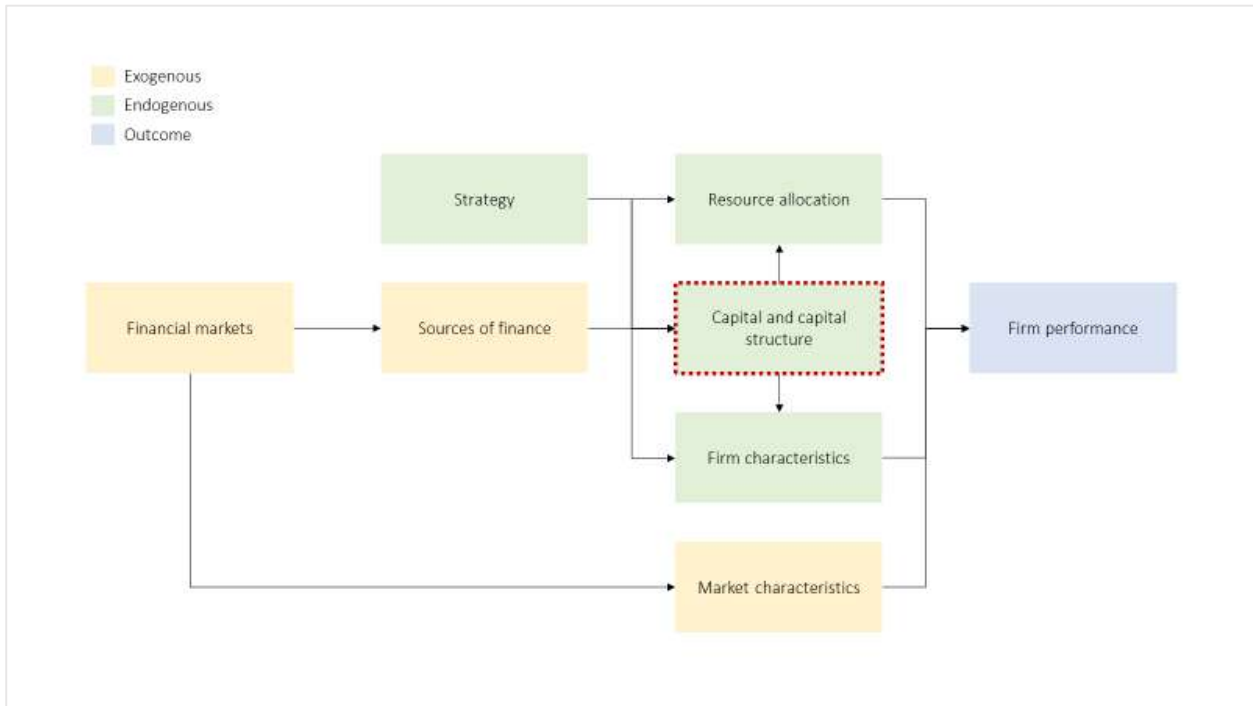 Exogenous
Endogenous
Outcome
Strategy
Resource allocation
Financial markets
Sources of finance
Capital and capital
structure
Firm performance
Firm characteristics
Market characteristics